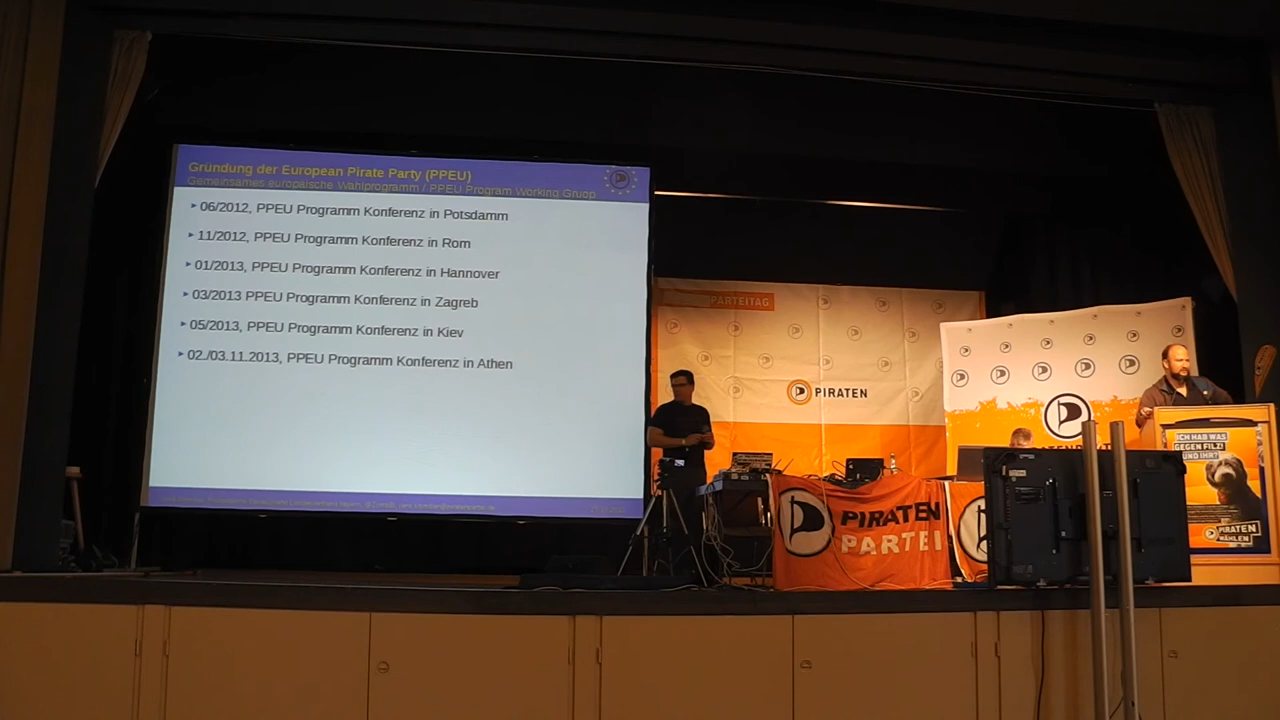 Gründung der European Pirate Party (PPEU)
Gemeinsames europäische Wahlprogramm / PPEU Program Working Gruop
06/2012, PPEU Programm Konferenz in Potsdamm
11/2012, PPEU Programm Konferenz in Rom
01/2013, PPEU Programm Konferenz in Hannover
03/2013 PPEU Programm Konferenz in Zagreb
05/2013, PPEU Programm Konferenz in Kiev
02./03.11.2013, PPEU Programm Konferenz in Athen
PARTEITAG
PIRATEN
PIRATEN
PARTEI
ICH HAB WAS
GEGEN FILZ!
UND IHR?
PIRATEN
WÄHLEN